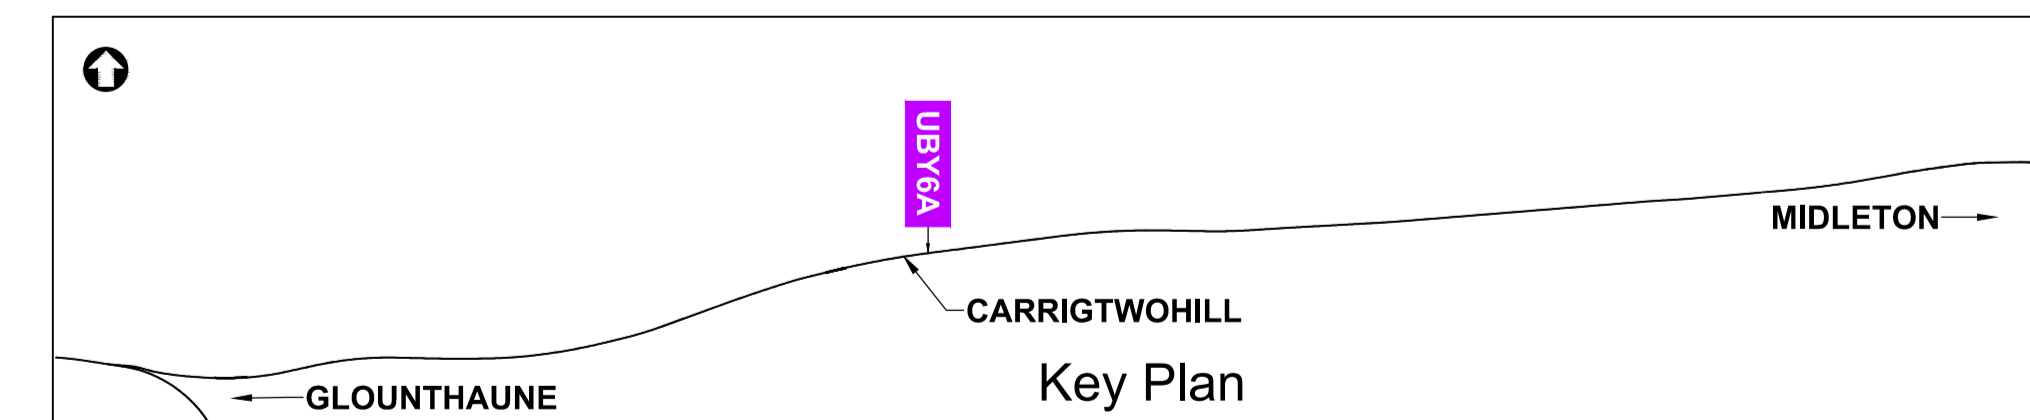 UBY6A
MIDLETON
CARRIGTWOHILL
Key Plan
GLOUNTHAUNE